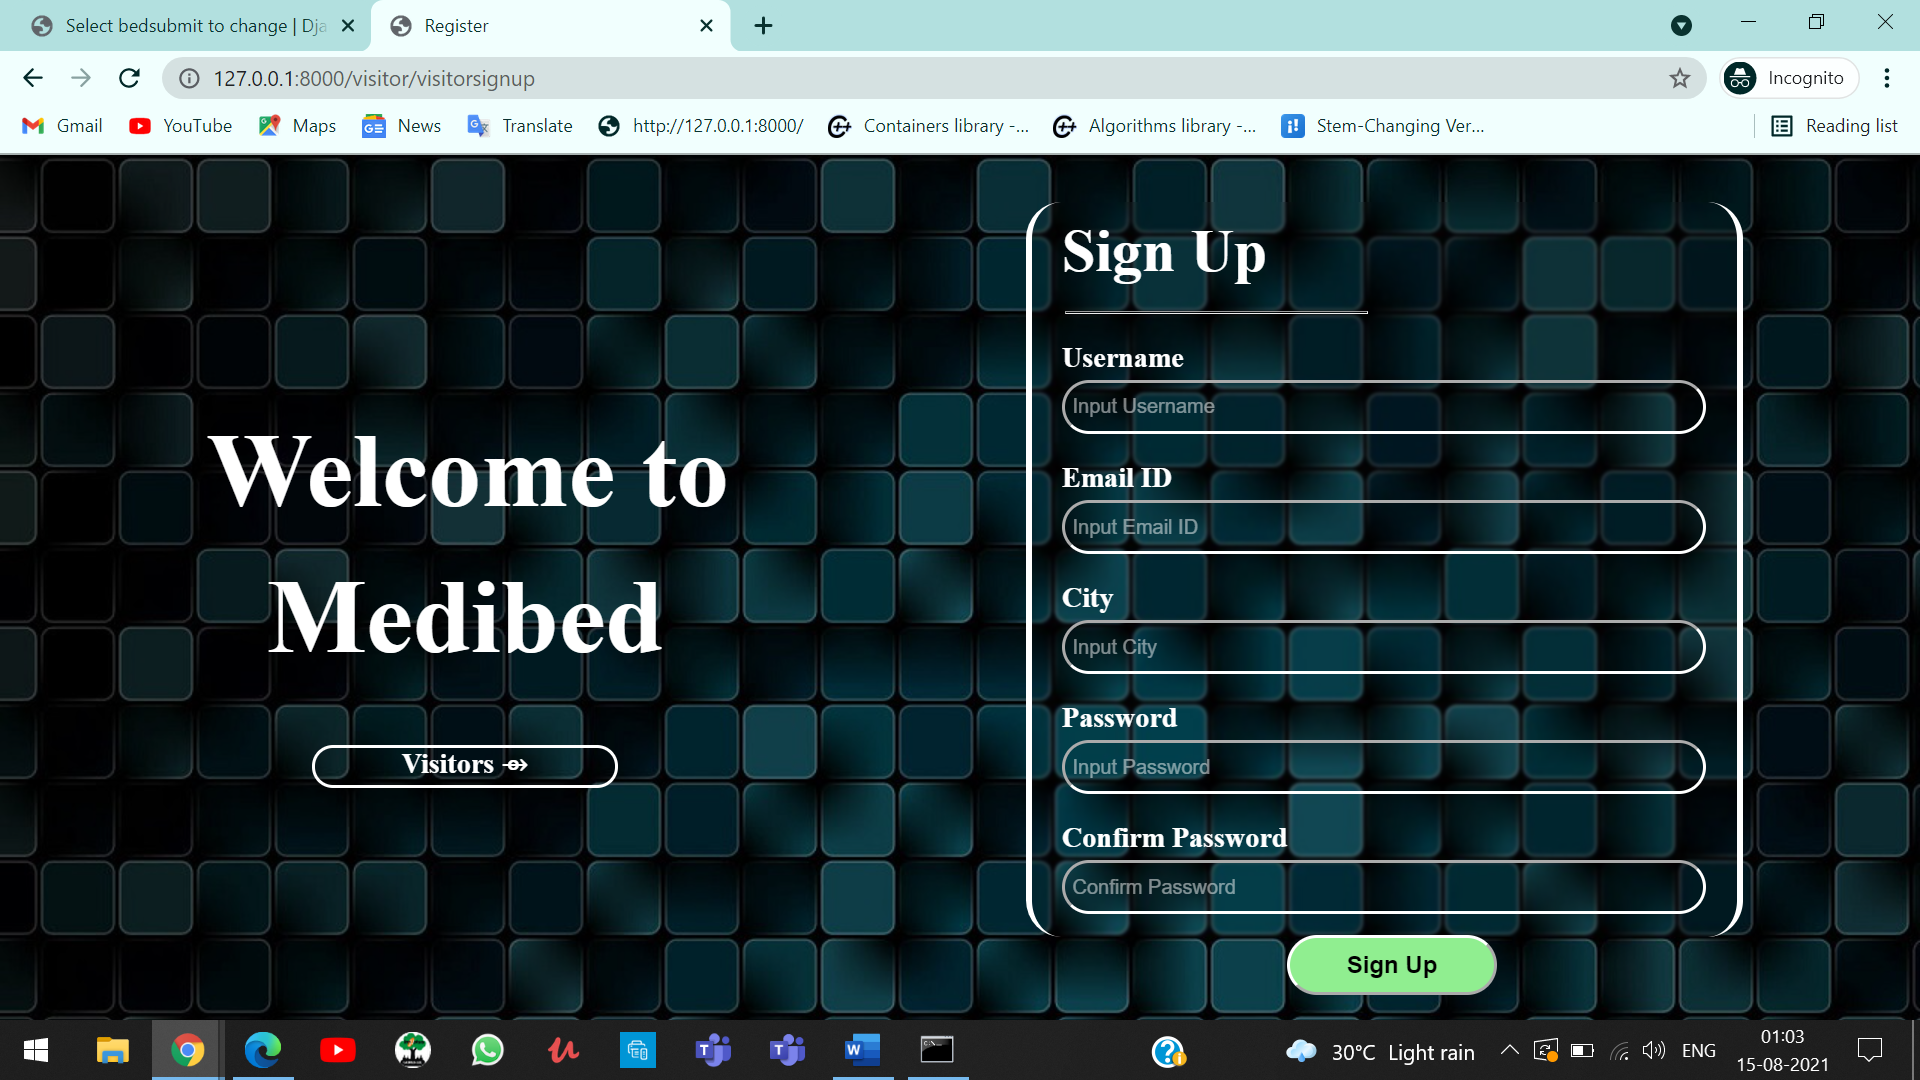 Select bedsubmit to change | Dja
Register
127.0.0.1:8000/visitor/visitorsignup
Incognito
Gmail
YouTube
Maps
News
Translate
http://127.0.0.1:8000/
Containers library -...
Algorithms library -...
Stem-Changing Ver...
Reading list
Welcome to
Medibed
Visitors ⇴
Sign Up
Username
Input Username
Email ID
Input Email ID
City
Input City
Password
Input Password
Confirm Password
Confirm Password
Sign Up
30°C Light rain
ENG
01:03
15-08-2021